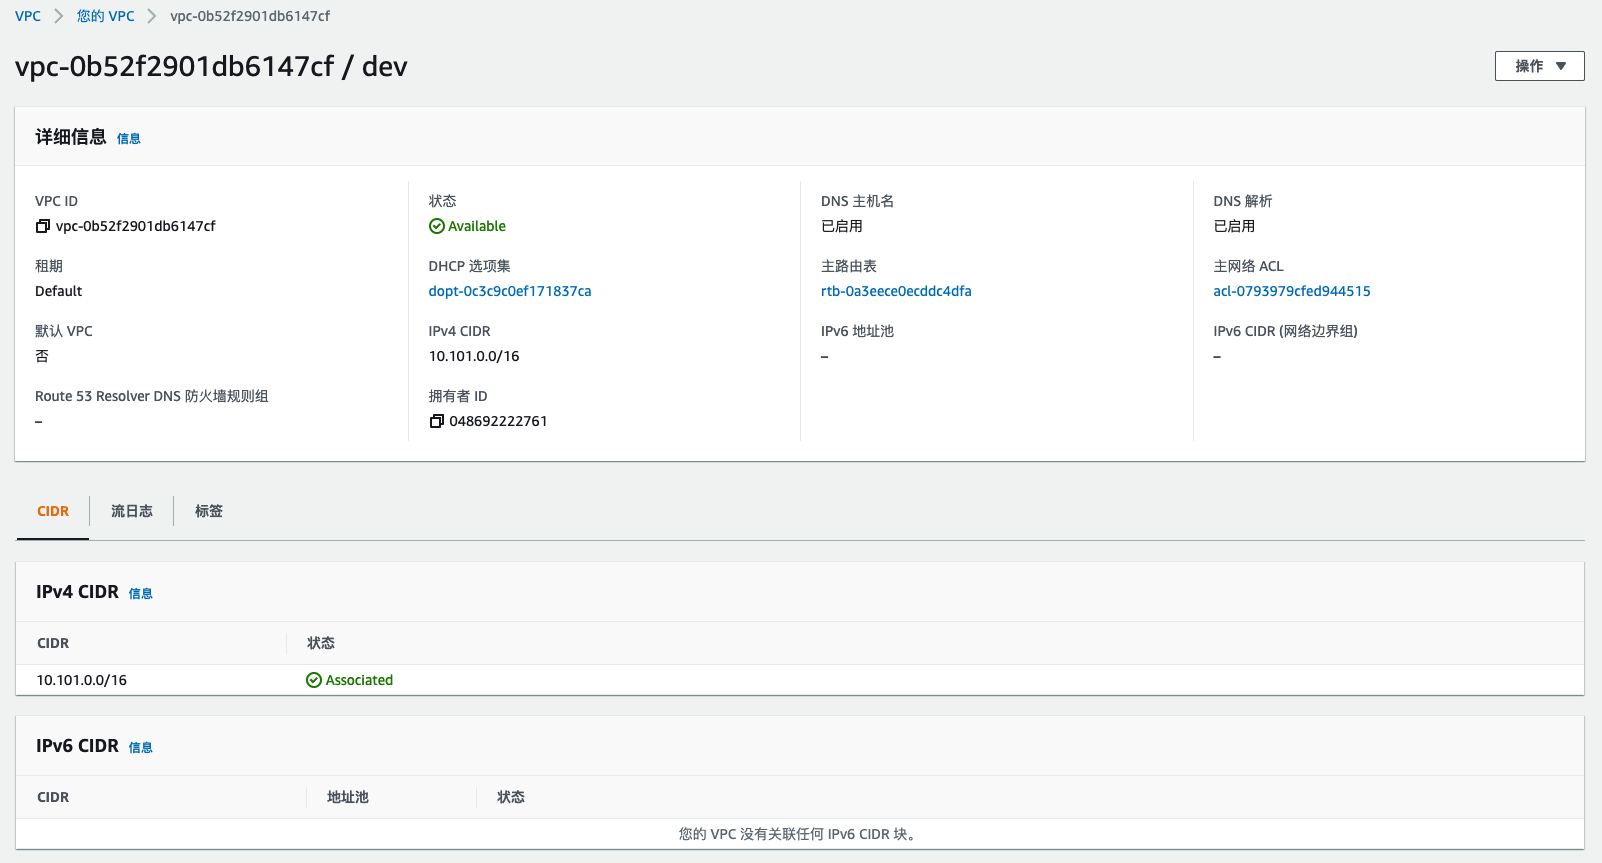 VPC 您的 VPC vpc-0b52f2901db6147cf
vpc-0b52f2901db6147cf / dev
操作
详细信息 信息
VPC ID
vpc-0b52f2901db6147cf
状态
Available
DNS 主机名
已启用
DNS 解析
已启用
租期
Default
DHCP 选项集
dopt-0c3c9c0ef171837ca
主路由表
rtb-0a3eece0ecddc4dfa
主网络 ACL
acl-0793979cfed944515
默认 VPC
否
IPv4 CIDR
10.101.0.0/16
IPv6 地址池
–
IPv6 CIDR (网络边界组)
–
Route 53 Resolver DNS 防火墙规则组
–
拥有者 ID
048692222761
CIDR 流日志 标签
IPv4 CIDR 信息
CIDR 状态
10.101.0.0/16 Associated
IPv6 CIDR 信息
CIDR 地址池 状态
您的 VPC 没有关联任何 IPv6 CIDR 块。